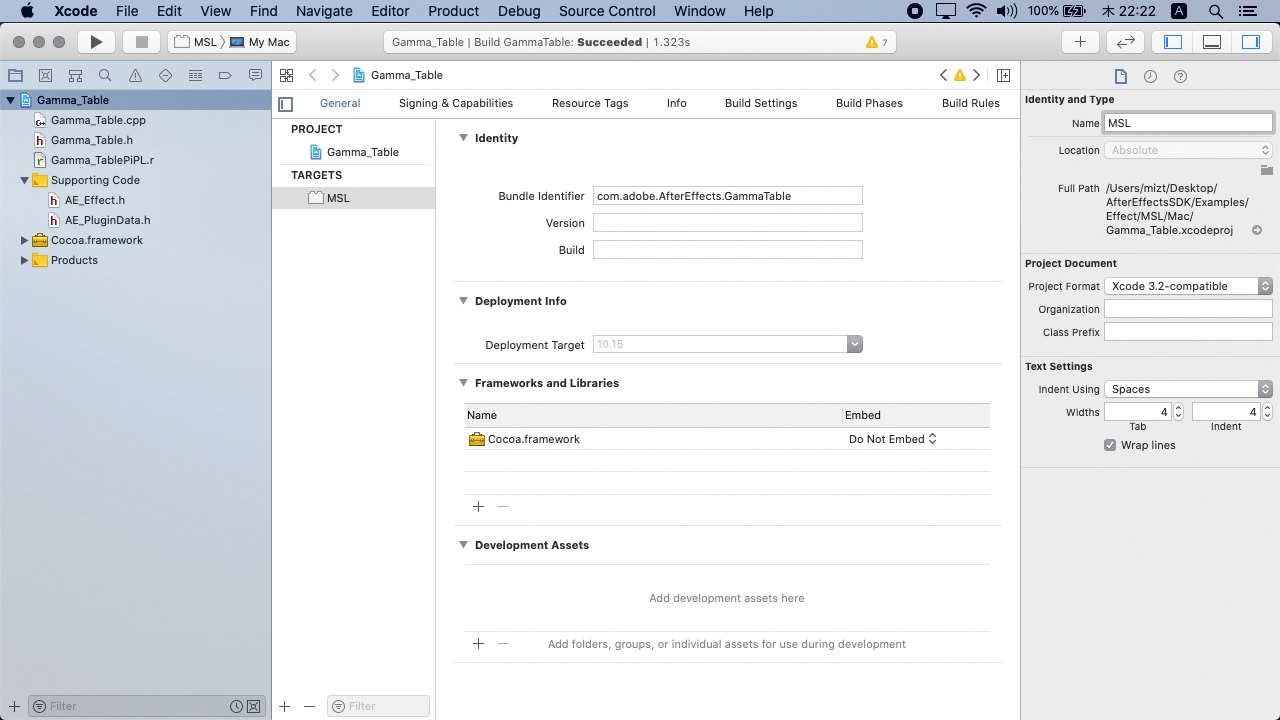 Xcode File Edit View Find Navigate Editor Product Debug Source Control Window Help 100% 木 22:22 A
MSL My Mac Gamma_Table | Build GammaTable: Succeeded | 1.323s 7
Gamma_Table
General Signing & Capabilities Resource Tags Info Build Settings Build Phases Build Rules
Gamma_Table
Gamma_Table.cpp
Gamma_Table.h
Gamma_TablePiPL.r
Supporting Code
AE_Effect.h
AE_PluginData.h
Cocoa.framework
Products
Filter
PROJECT
Gamma_Table
TARGETS
MSL
Filter
Identity
Bundle Identifier com.adobe.AfterEffects.GammaTable
Version
Build
Deployment Info
Deployment Target 10.15
Frameworks and Libraries
Name Embed
Cocoa.framework Do Not Embed
Development Assets
Add development assets here
Add folders, groups, or individual assets for use during development
Identity and Type
Name MSL
Location Absolute
Full Path /Users/mizt/Desktop/
AfterEffectsSDK/Examples/
Effect/MSL/Mac/
Gamma_Table.xcodeproj
Project Document
Project Format Xcode 3.2-compatible
Organization
Class Prefix
Text Settings
Indent Using Spaces
Widths 4 4
Tab Indent
Wrap lines